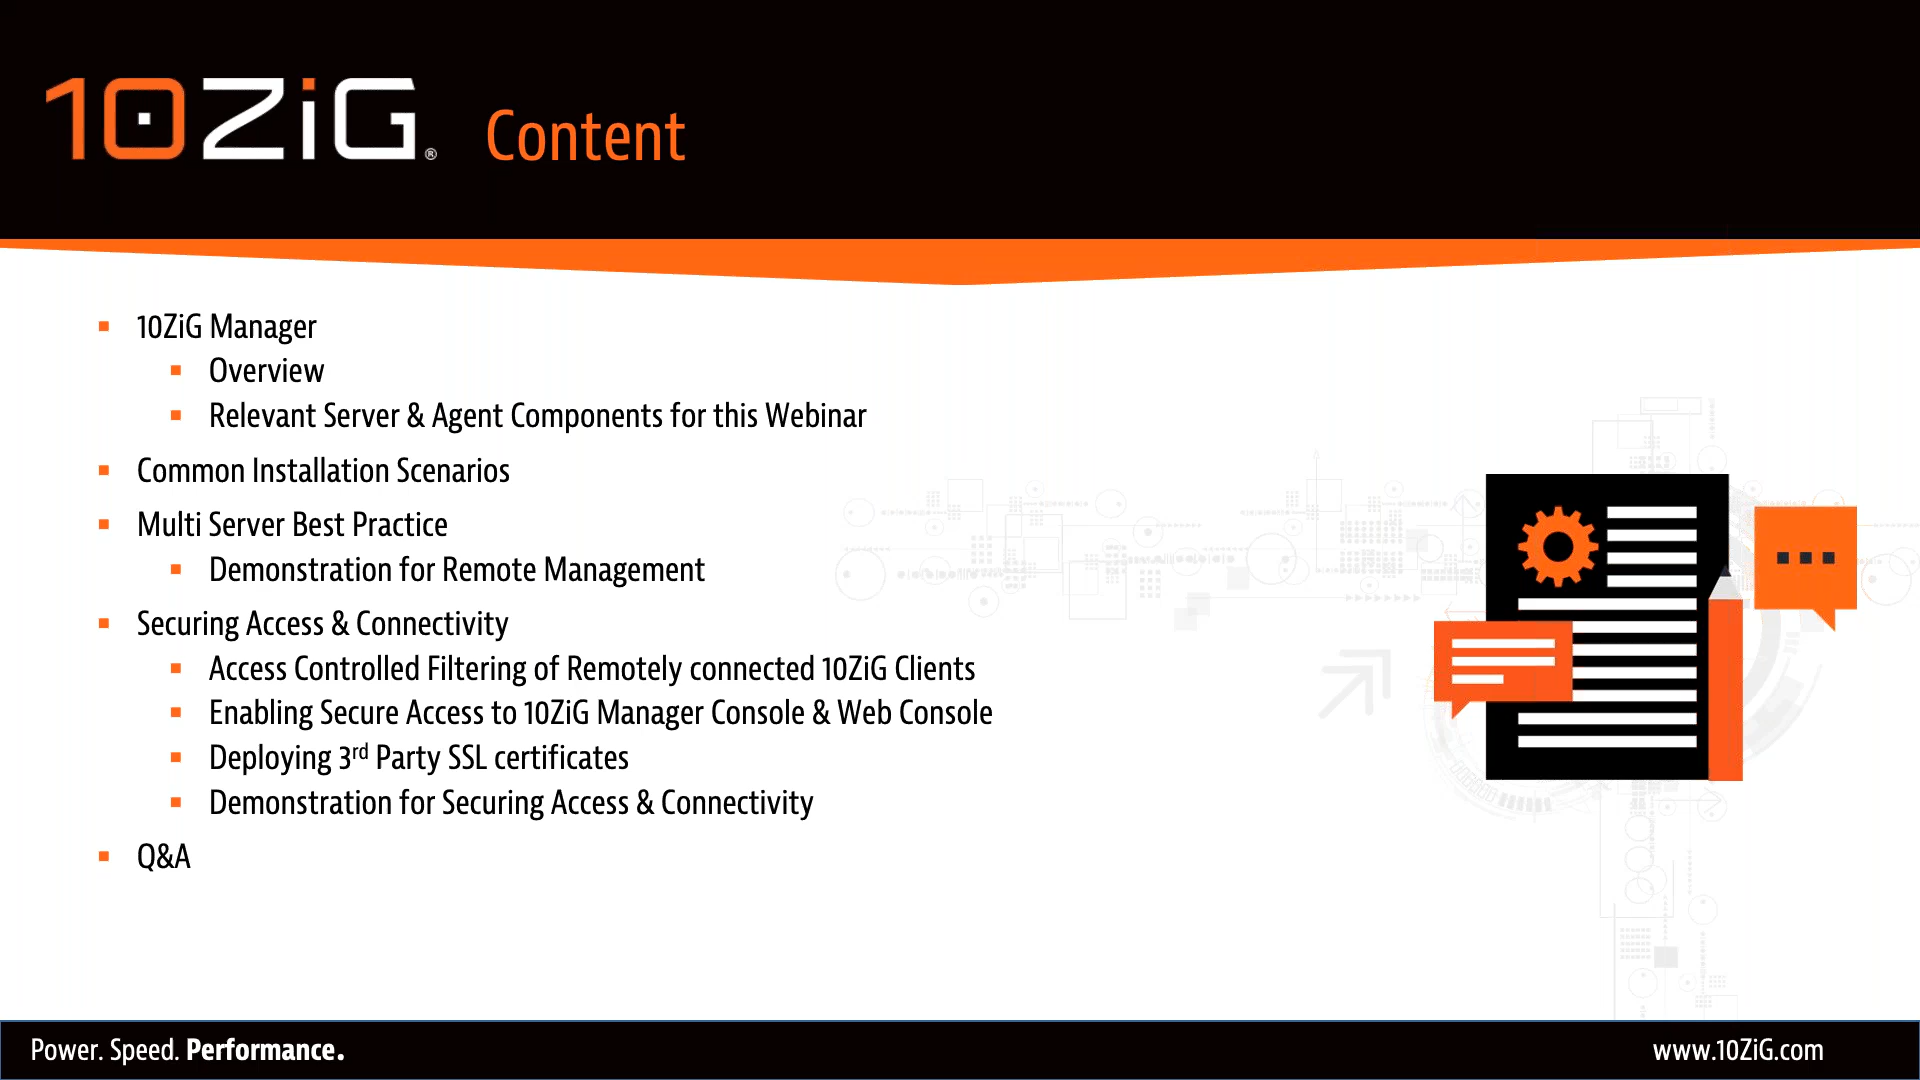 10ZiG® Content
▪ 10ZiG Manager
▪ Overview
▪ Relevant Server & Agent Components for this Webinar
▪ Common Installation Scenarios
▪ Multi Server Best Practice
▪ Demonstration for Remote Management
▪ Securing Access & Connectivity
▪ Access Controlled Filtering of Remotely connected 10ZiG Clients
▪ Enabling Secure Access to 10ZiG Manager Console & Web Console
▪ Deploying 3rd Party SSL certificates
▪ Demonstration for Securing Access & Connectivity
▪ Q&A
Power. Speed. Performance.
www.10ZiG.com